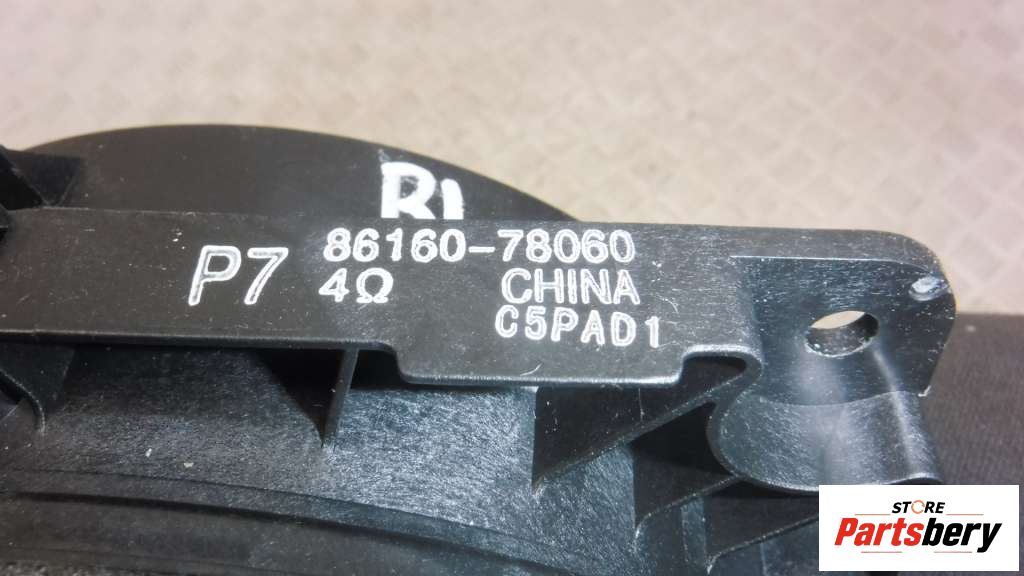 P7 86160-78060
4Ω CHINA
C5PAD1
STORE
Partsbery